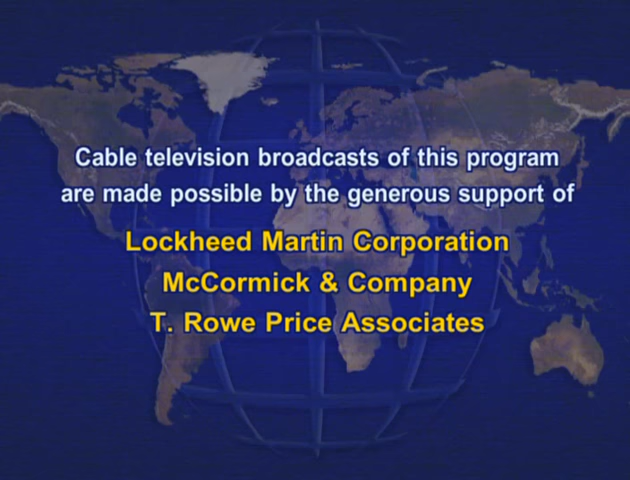 Cable television broadcasts of this program
are made possible by the generous support of
Lockheed Martin Corporation
McCormick & Company
T. Rowe Price Associates